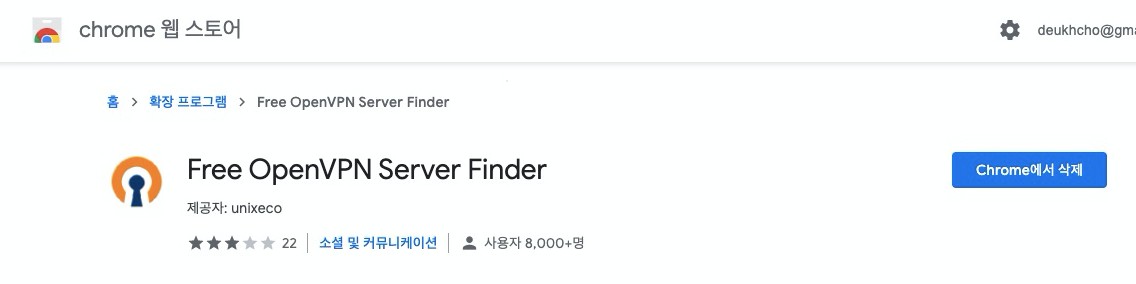 chrome 웹 스토어
deukhcho@gma
홈 > 확장 프로그램 > Free OpenVPN Server Finder
Free OpenVPN Server Finder
Chrome에서 삭제
제공자: unixeco
22 소셜 및 커뮤니케이션 사용자 8,000+명